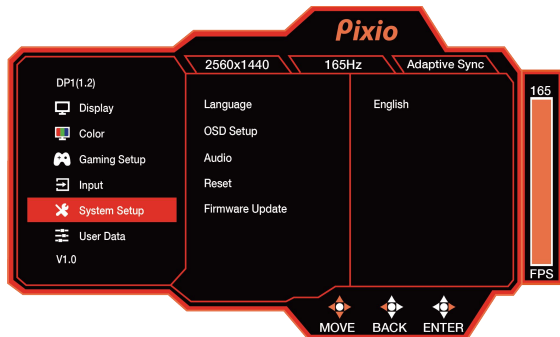 Pixio
2560x1440
165Hz
Adaptive Sync
165
DP1(1.2)
Display
Color
Gaming Setup
Input
System Setup
User Data
V1.0
Language
OSD Setup
Audio
Reset
Firmware Update
English
FPS
MOVE
BACK
ENTER